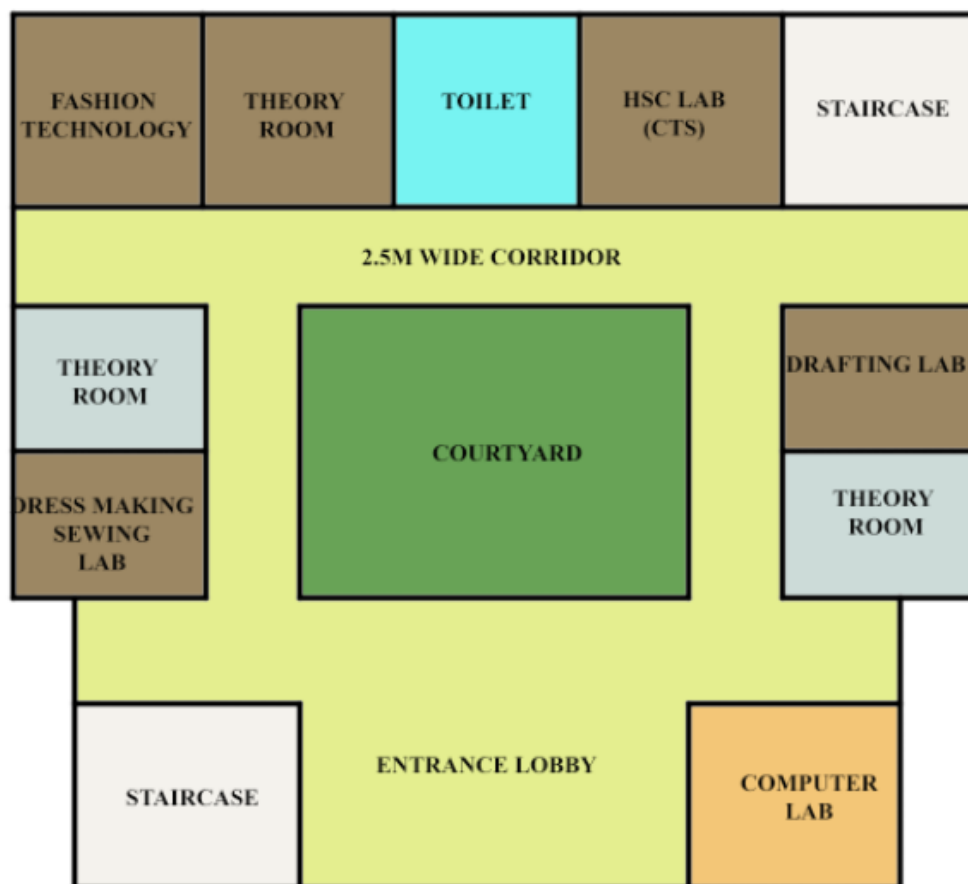 FASHION
TECHNOLOGY
THEORY
ROOM
TOILET
HSC LAB
(CTS)
STAIRCASE
2.5M WIDE CORRIDOR
THEORY
ROOM
DRAFTING LAB
COURTYARD
DRESS MAKING
SEWING
LAB
THEORY
ROOM
STAIRCASE
ENTRANCE LOBBY
COMPUTER
LAB